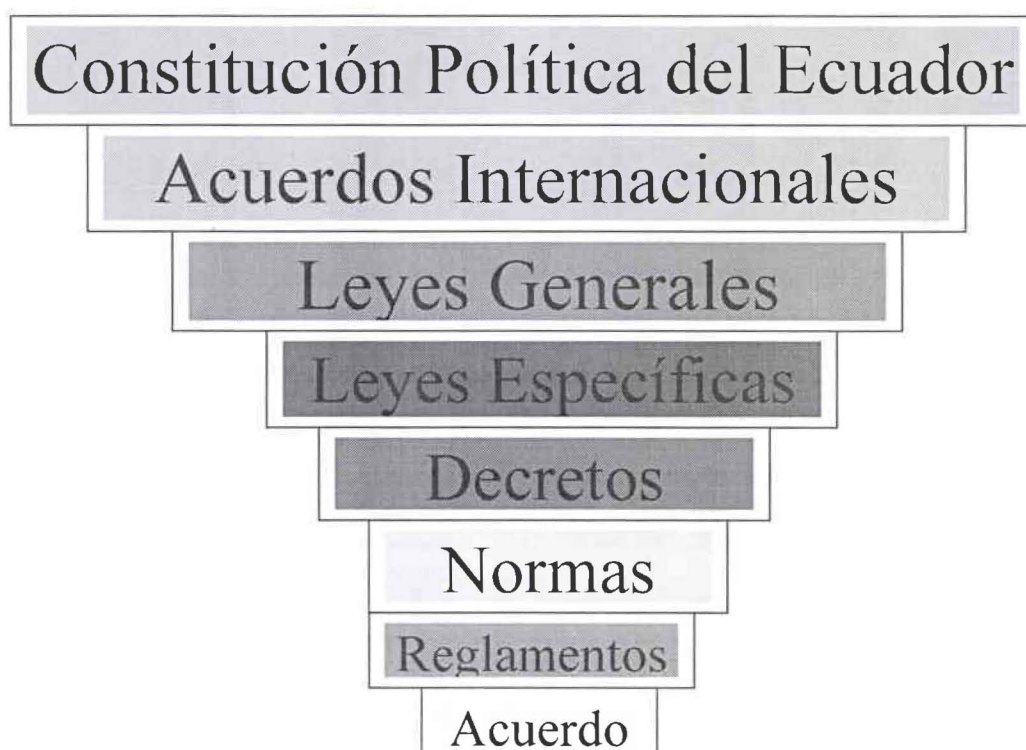 Constitución Política del Ecuador
Acuerdos Internacionales
Leyes Generales
Leyes Específicas
Decretos
Normas
Reglamentos
Acuerdo